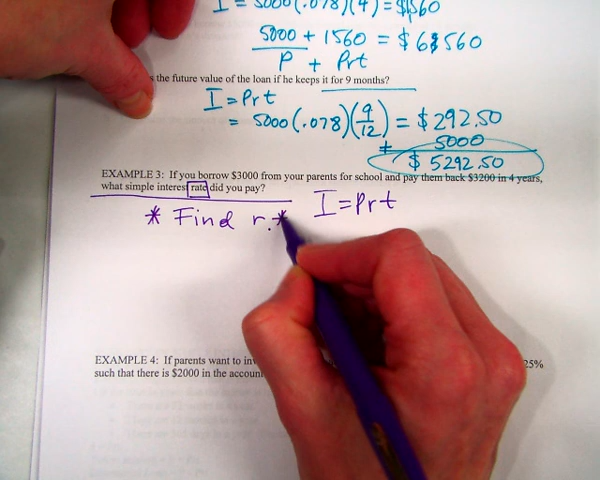 I = 5000(.078)(4) = $1560
5000 + 1560 = $ 6560
P + Prt
s the future value of the loan if he keeps it for 9 months?
I = Prt
= 5000(.078)(9/12) = $292.50
+ 5000
$ 5292.50
EXAMPLE 3: If you borrow $3000 from your parents for school and pay them back $3200 in 4 years,
what simple interest rate did you pay?
* Find r. * I = Prt
EXAMPLE 4: If parents want to in 25%
such that there is $2000 in the accoun